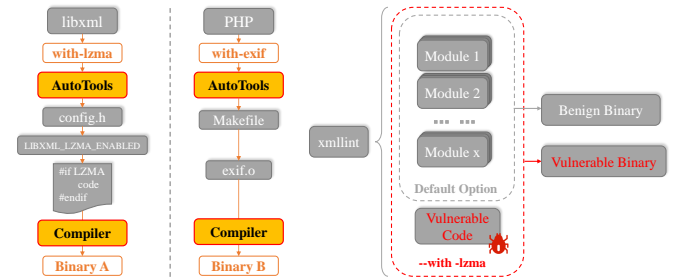 libxml
with-lzma
AutoTools
config.h
LIBXML_LZMA_ENABLED
#if LZMA
code
#endif
Compiler
Binary A
PHP
with-exif
AutoTools
Makefile
exif.o
Compiler
Binary B
xmllint
Module 1
Module 2
... ...
Module x
Default Option
Vulnerable
Code
--with -lzma
Benign Binary
Vulnerable Binary